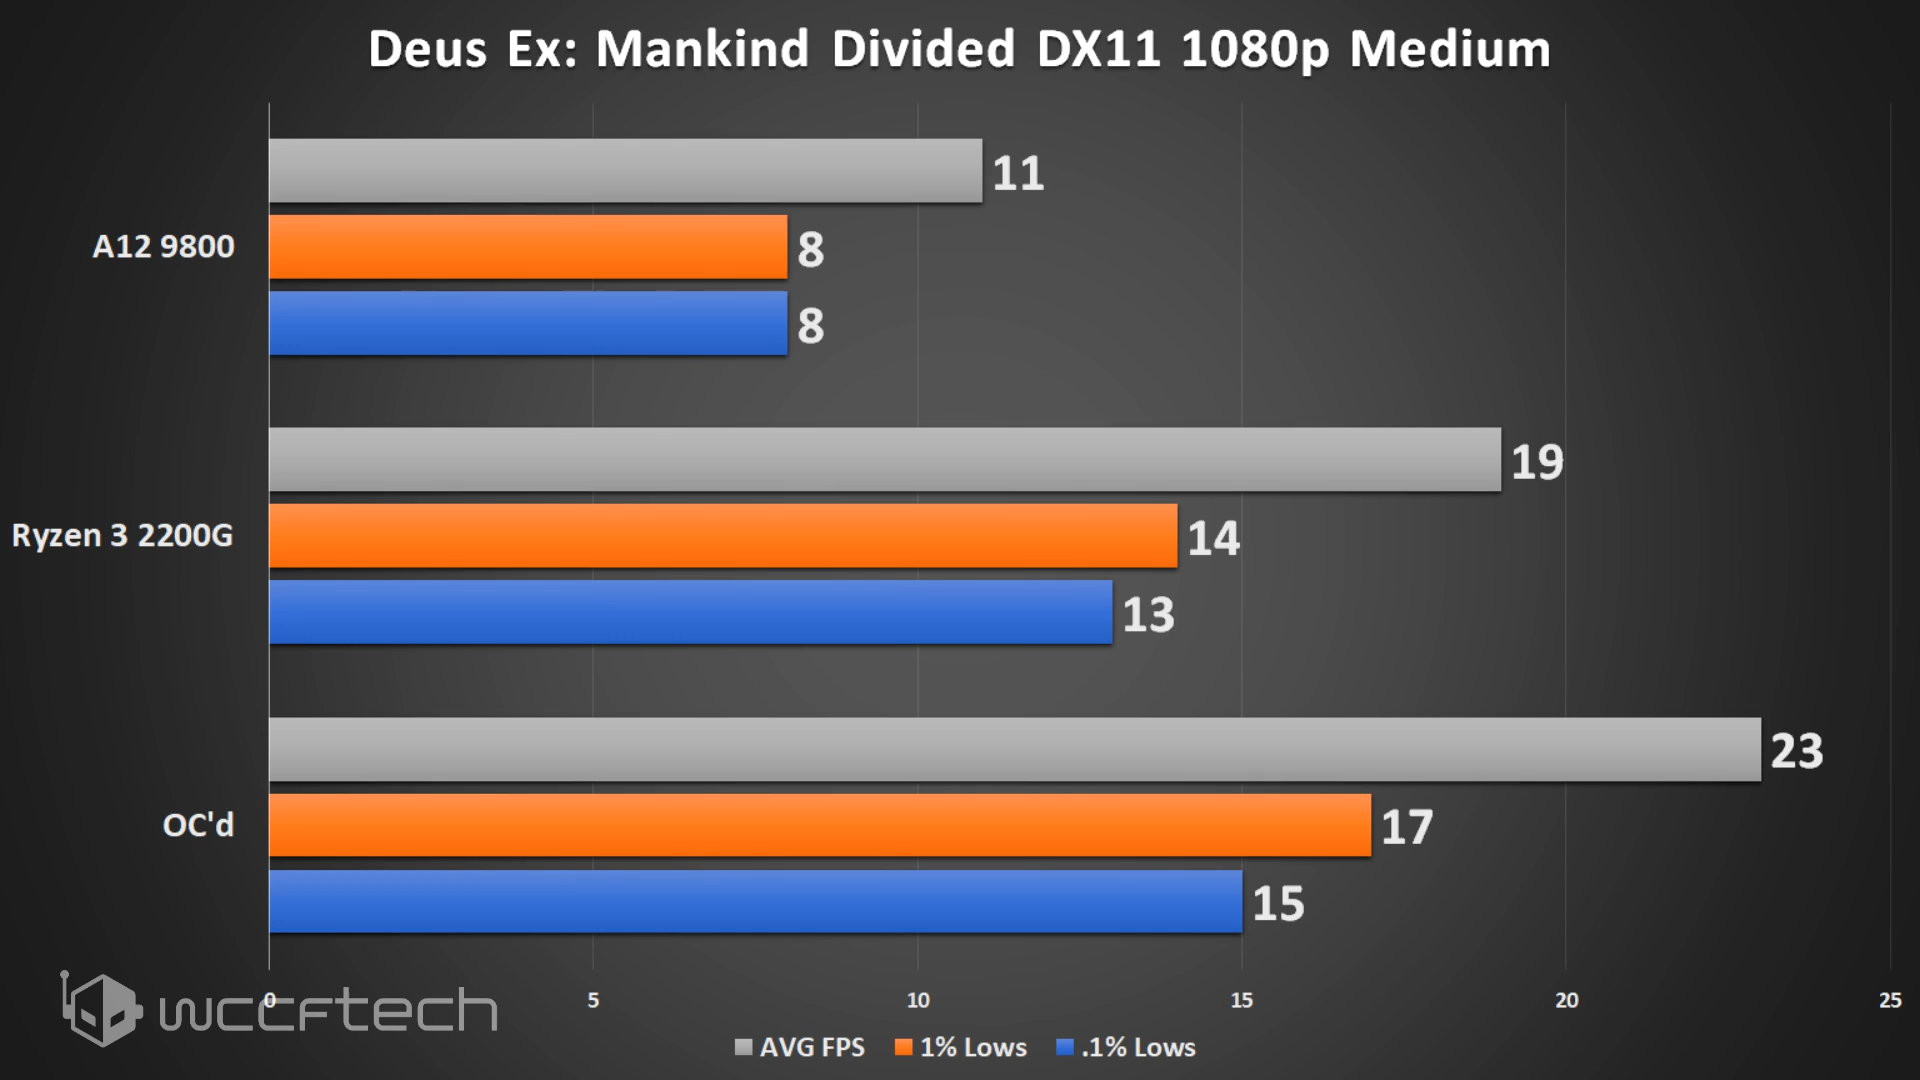 Deus Ex: Mankind Divided DX11 1080p Medium
11
A12 9800
8
8
19
Ryzen 3 2200G
14
13
23
OC'd
17
15
0 5 10 15 20 25
wccftech
AVG FPS 1% Lows .1% Lows